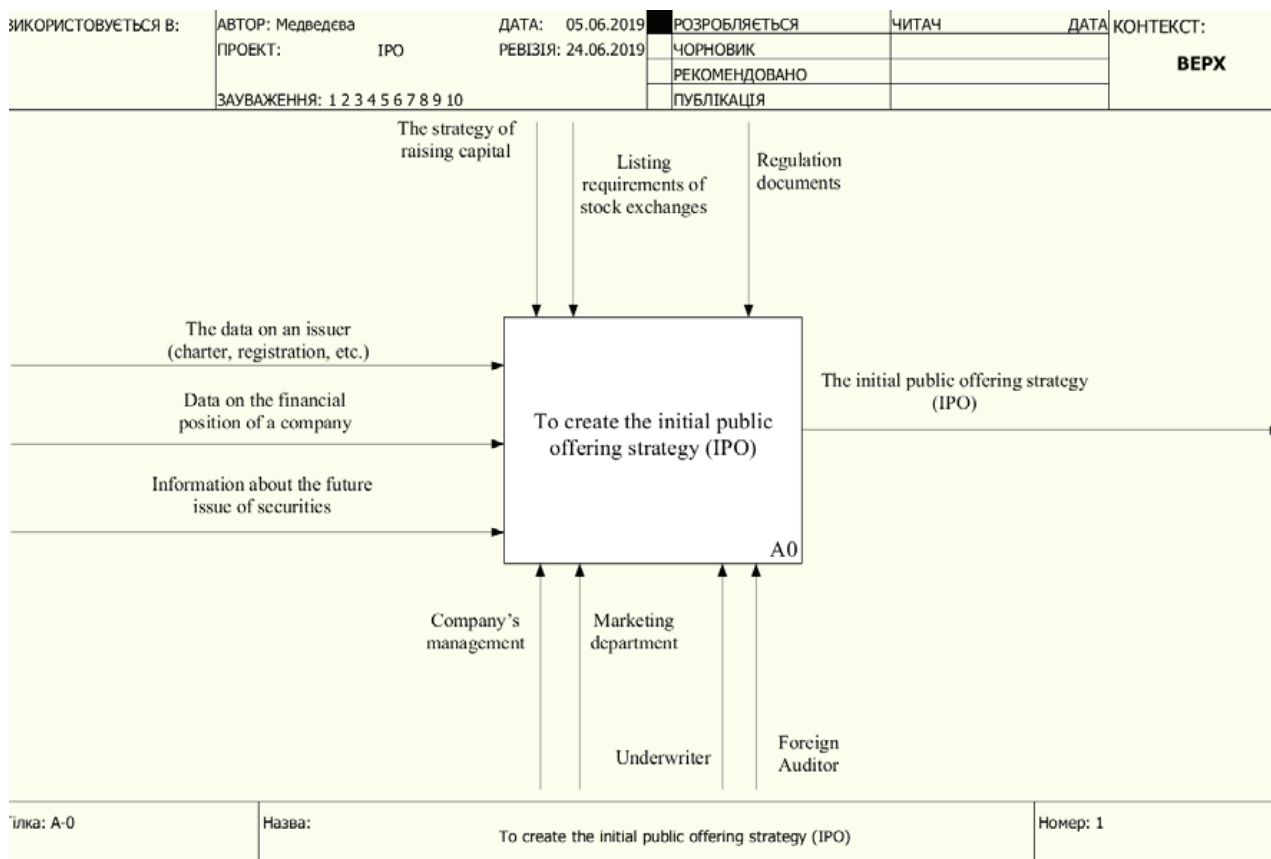 ВИКОРИСТОВУЄТЬСЯ В:
АВТОР: Медведєва
ДАТА: 05.06.2019
ПРОЕКТ: IPO
РЕВІЗІЯ: 24.06.2019
ЗАУВАЖЕННЯ: 1 2 3 4 5 6 7 8 9 10
РОЗРОБЛЯЄТЬСЯ
ЧОРНОВИК
РЕКОМЕНДОВАНО
ПУБЛІКАЦІЯ
ЧИТАЧ
ДАТА
КОНТЕКСТ:
ВЕРХ
The strategy of
raising capital
Listing
requirements of
stock exchanges
Regulation
documents
The data on an issuer
(charter, registration, etc.)
Data on the financial
position of a company
Information about the future
issue of securities
To create the initial public
offering strategy (IPO)
A0
The initial public offering strategy
(IPO)
Company's
management
Marketing
department
Underwriter
Foreign
Auditor
ілка: A-0
Назва:
To create the initial public offering strategy (IPO)
Номер: 1